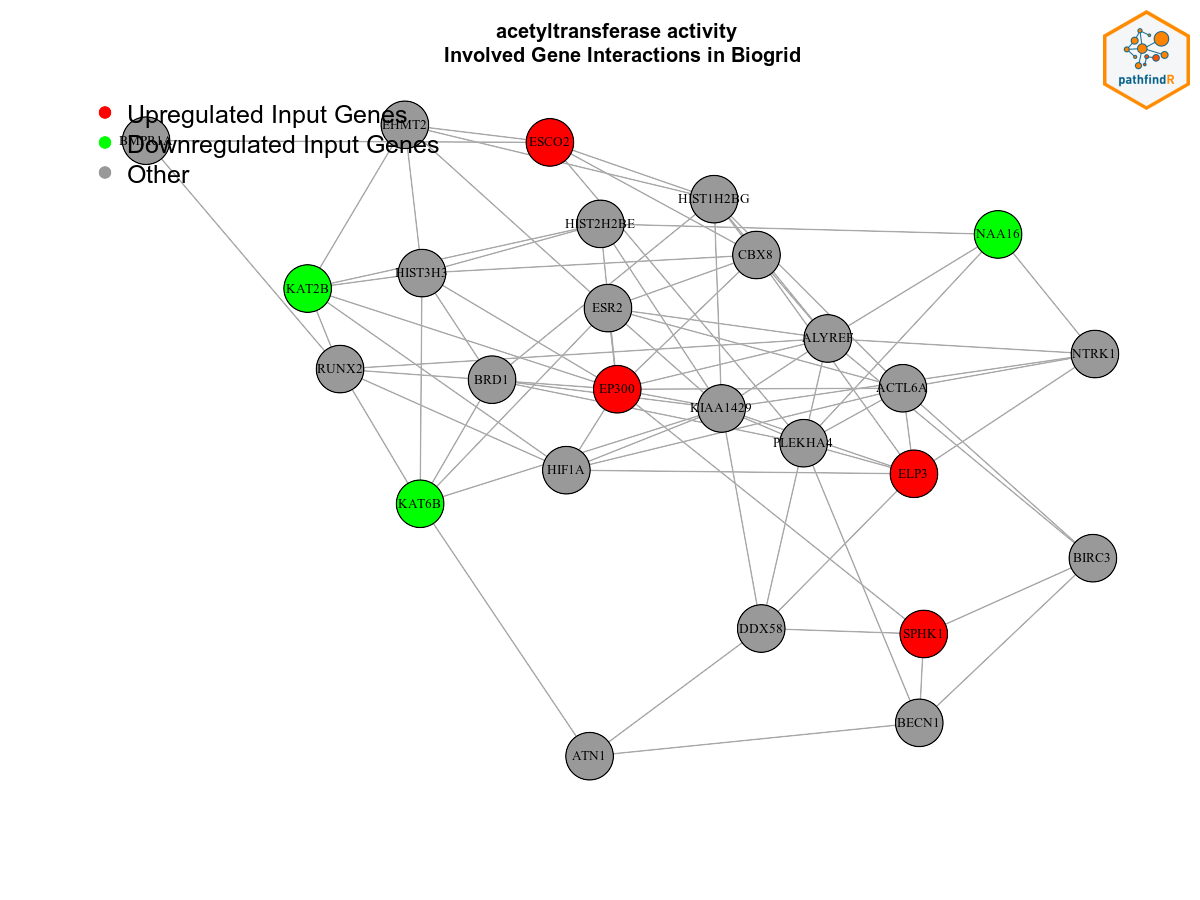 acetyltransferase activity
Involved Gene Interactions in Biogrid
pathfindR
Upregulated Input Genes
Downregulated Input Genes
Other
EHMT2
BMPR1A
ESCO2
HIST1H2BG
HIST2H2BE
NAA16
CBX8
HIST3H3
KAT2B
ESR2
ALYREF
NTRK1
RUNX2
BRD1
EP300
ACTL6A
KIAA1429
PLEKHA4
HIF1A
ELP3
KAT6B
BIRC3
DDX58
SPHK1
BECN1
ATN1